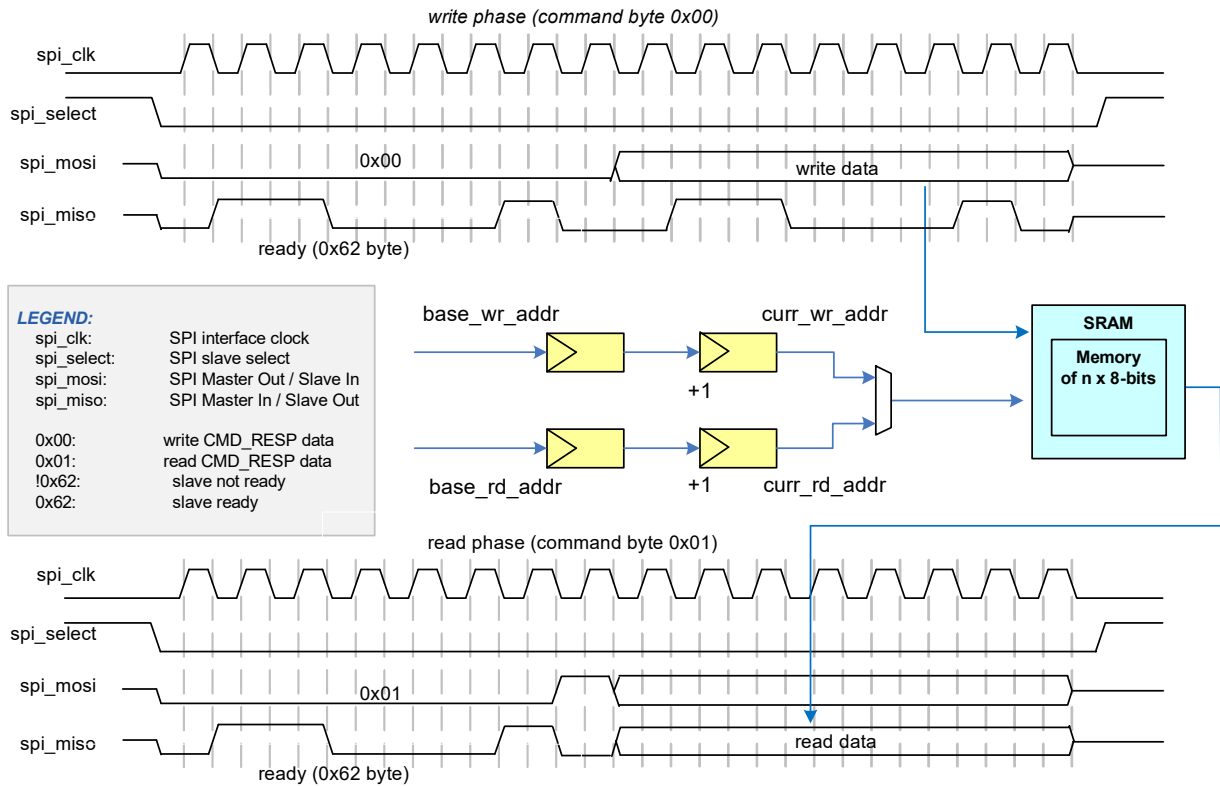 write phase (command byte 0x00)
spi_clk
spi_select
spi_mosi
0x00
write data
spi_miso
ready (0x62 byte)
LEGEND:
spi_clk: SPI interface clock
spi_select: SPI slave select
spi_mosi: SPI Master Out / Slave In
spi_miso: SPI Master In / Slave Out
0x00: write CMD_RESP data
0x01: read CMD_RESP data
!0x62: slave not ready
0x62: slave ready
base_wr_addr
curr_wr_addr
+1
base_rd_addr
+1
curr_rd_addr
SRAM
Memory
of n x 8-bits
read phase (command byte 0x01)
spi_clk
spi_select
spi_mosi
0x01
spi_miso
read data
ready (0x62 byte)